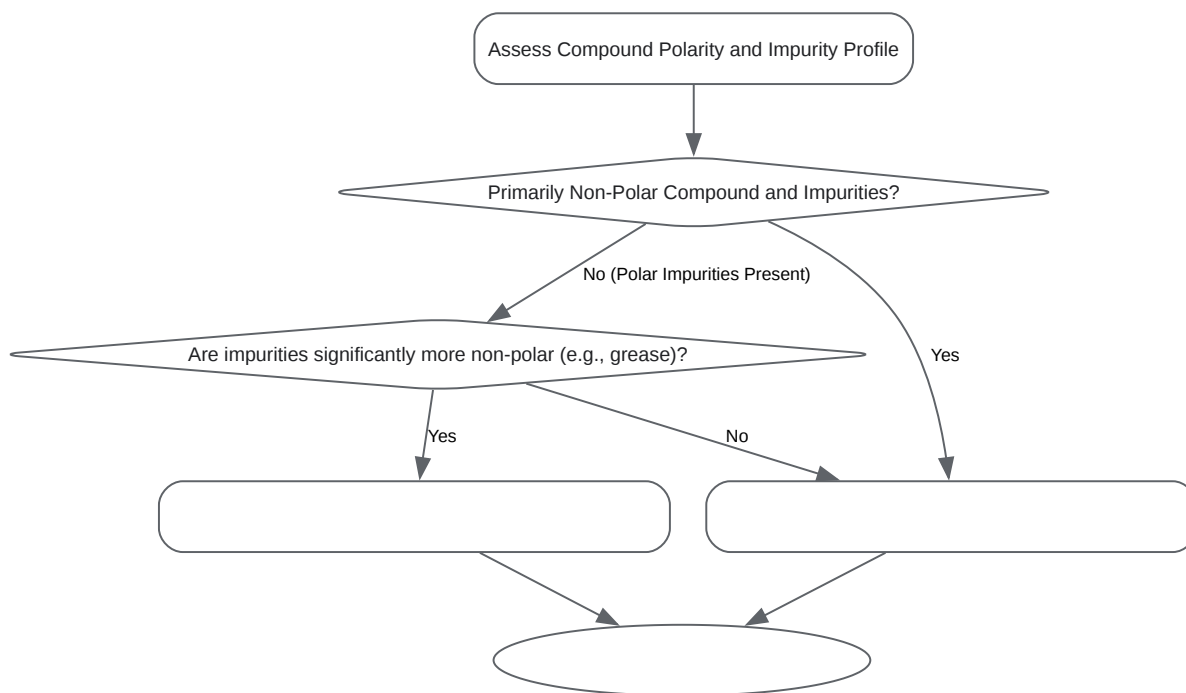 Assess Compound Polarity and Impurity Profile
Primarily Non-Polar Compound and Impurities?
No (Polar Impurities Present)
Are impurities significantly more non-polar (e.g., grease)?
Yes
Yes
No